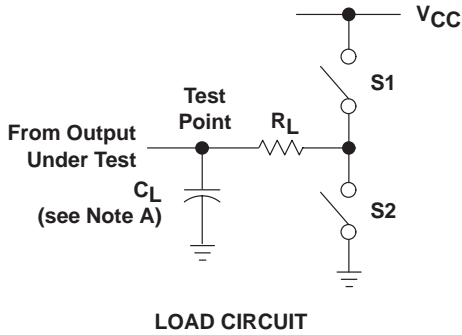 VCC
S1
Test
Point
RL
From Output
Under Test
CL
(see Note A)
S2
LOAD CIRCUIT